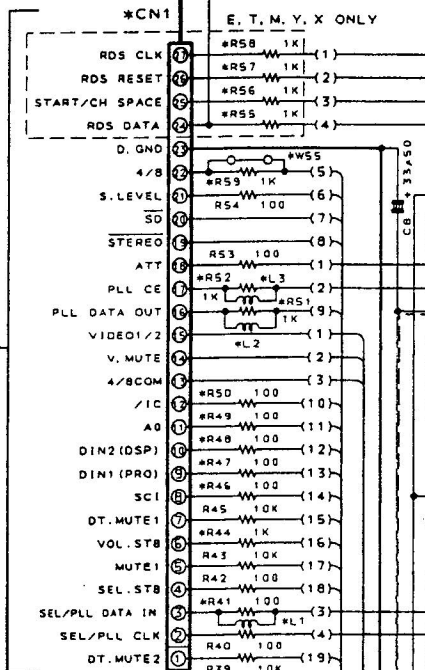 *CN1 E, T, M, Y, X ONLY
RDS CLK 27 *R58 1K (1)
RDS RESET 26 *R57 1K (2)
START/CH SPACE 25 *R56 1K (3)
RDS DATA 24 *R55 1K (4)
D. GND 23 *W55
4/8 22 *R59 1K (5)
S. LEVEL 21 R54 100 (6)
SD 20 (7)
STEREO 19 (8)
ATT 18 R53 100 (1)
PLL CE 17 *R52 1K *L3 (2)
PLL DATA OUT 16 *R51 1K *L2 (9)
VIDEO1/2 15 (1)
V. MUTE 14 (2)
4/8COM 13 (3)
/IC 12 *R50 100 (10)
A0 11 *R49 100 (11)
DIN2(DSP) 10 *R48 100 (12)
DIN1(PRO) 9 *R47 100 (13)
SCI 8 *R46 100 (14)
DT. MUTE1 7 R45 10K (15)
VOL. STB 6 *R44 1K (16)
MUTE1 5 R43 10K (17)
SEL. STB 4 R42 100 (18)
SEL/PLL DATA IN 3 *R41 100 *L1 (3)
SEL/PLL CLK 2 (4)
DT. MUTE2 1 R40 100 (19)
R39 10K
C8 + 33μ50